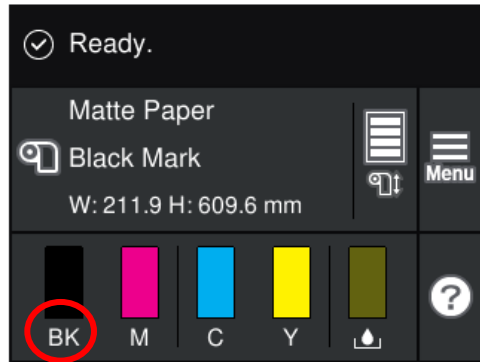 Ready.
Matte Paper
Black Mark
W: 211.9 H: 609.6 mm
Menu
BK M C Y
?